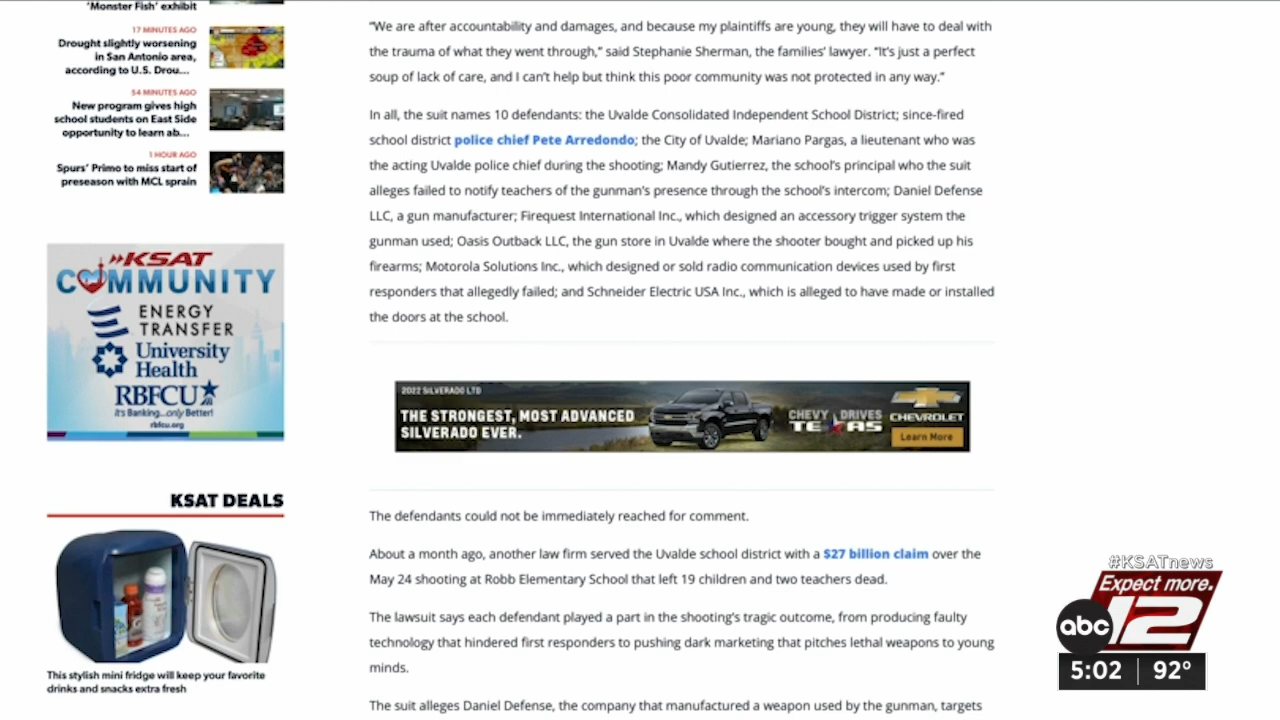 'Monster Fish' exhibit
17 MINUTES AGO
Drought slightly worsening
in San Antonio area,
according to U.S. Drou...
54 MINUTES AGO
New program gives high
school students on East Side
opportunity to learn ab...
1 HOUR AGO
Spurs' Primo to miss start of
preseason with MCL sprain
KSAT
COMMUNITY
ENERGY
TRANSFER
University
Health
RBFCU
It's Banking...only Better!
rbfcu.org
KSAT DEALS
This stylish mini fridge will keep your favorite
drinks and snacks extra fresh
“We are after accountability and damages, and because my plaintiffs are young, they will have to deal with
the trauma of what they went through,” said Stephanie Sherman, the families’ lawyer. “It’s just a perfect
soup of lack of care, and I can’t help but think this poor community was not protected in any way.”
In all, the suit names 10 defendants: the Uvalde Consolidated Independent School District; since-fired
school district police chief Pete Arredondo; the City of Uvalde; Mariano Pargas, a lieutenant who was
the acting Uvalde police chief during the shooting; Mandy Gutierrez, the school’s principal who the suit
alleges failed to notify teachers of the gunman’s presence through the school’s intercom; Daniel Defense
LLC, a gun manufacturer; Firequest International Inc., which designed an accessory trigger system the
gunman used; Oasis Outback LLC, the gun store in Uvalde where the shooter bought and picked up his
firearms; Motorola Solutions Inc., which designed or sold radio communication devices used by first
responders that allegedly failed; and Schneider Electric USA Inc., which is alleged to have made or installed
the doors at the school.
2022 SILVERADO LTD
THE STRONGEST, MOST ADVANCED
SILVERADO EVER.
CHEVY DRIVES
TEXAS
CHEVROLET
Learn More
The defendants could not be immediately reached for comment.
About a month ago, another law firm served the Uvalde school district with a $27 billion claim over the
May 24 shooting at Robb Elementary School that left 19 children and two teachers dead.
The lawsuit says each defendant played a part in the shooting’s tragic outcome, from producing faulty
technology that hindered first responders to pushing dark marketing that pitches lethal weapons to young
minds.
The suit alleges Daniel Defense, the company that manufactured a weapon used by the gunman, targets
#KSATnews
Expect more.
abc 12
5:02 92°